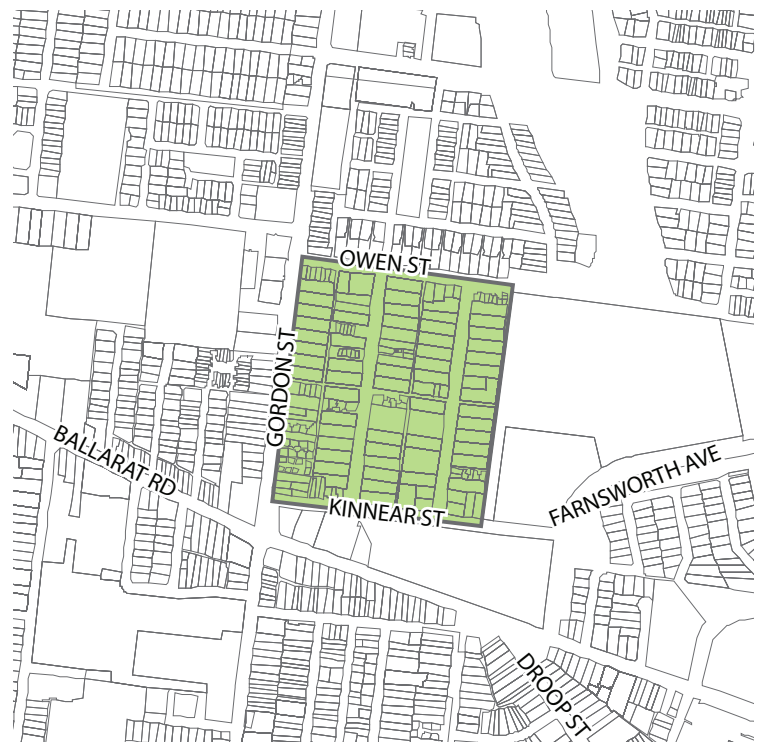 OWEN ST
GORDON ST
BALLARAT RD
FARNSWORTH AVE
KINNEAR ST
DROOP ST